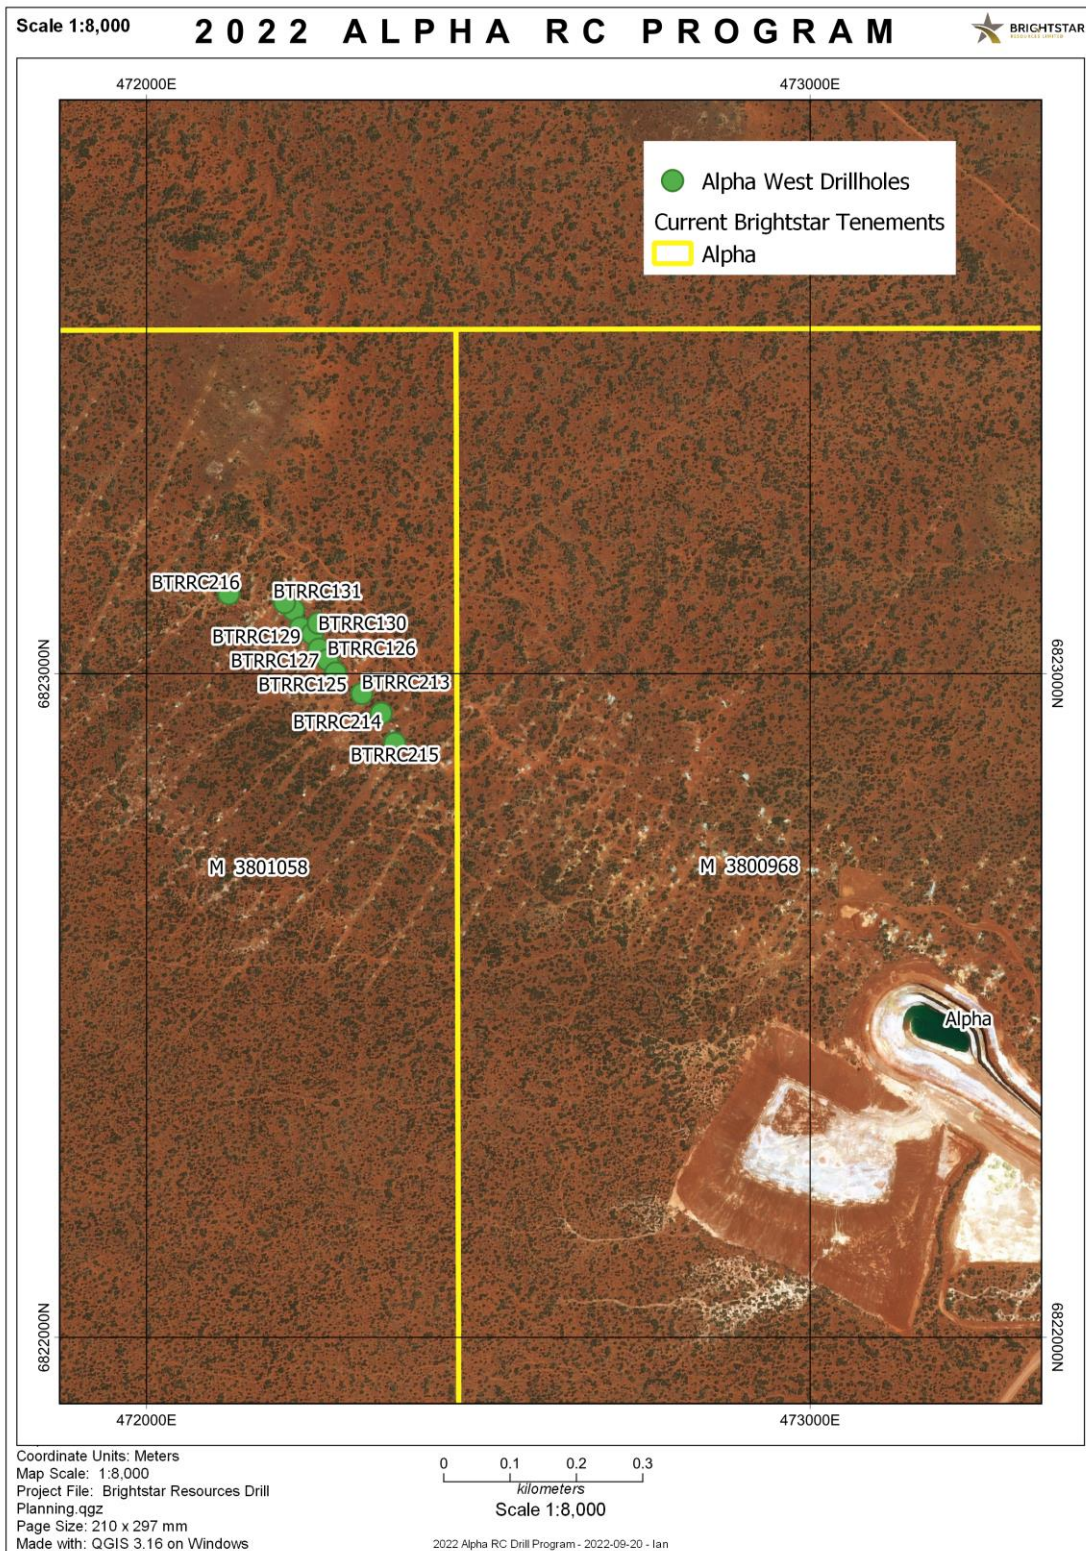 Scale 1:8,000
2022 ALPHA RC PROGRAM
BRIGHTSTAR
RESOURCES LIMITED
472000E
473000E
Alpha West Drillholes
Current Brightstar Tenements
Alpha
BTRRC216
BTRRC131
BTRRC130
BTRRC129
BTRRC126
BTRRC127
BTRRC125
BTRRC213
BTRRC214
BTRRC215
6823000N
6823000N
M 3801058
M 3800968
Alpha
6822000N
6822000N
472000E
473000E
Coordinate Units: Meters
Map Scale: 1:8,000
Project File: Brightstar Resources Drill
Planning.qgz
Page Size: 210 x 297 mm
Made with: QGIS 3.16 on Windows
0 0.1 0.2 0.3
kilometers
Scale 1:8,000
2022 Alpha RC Drill Program - 2022-09-20 - Ian